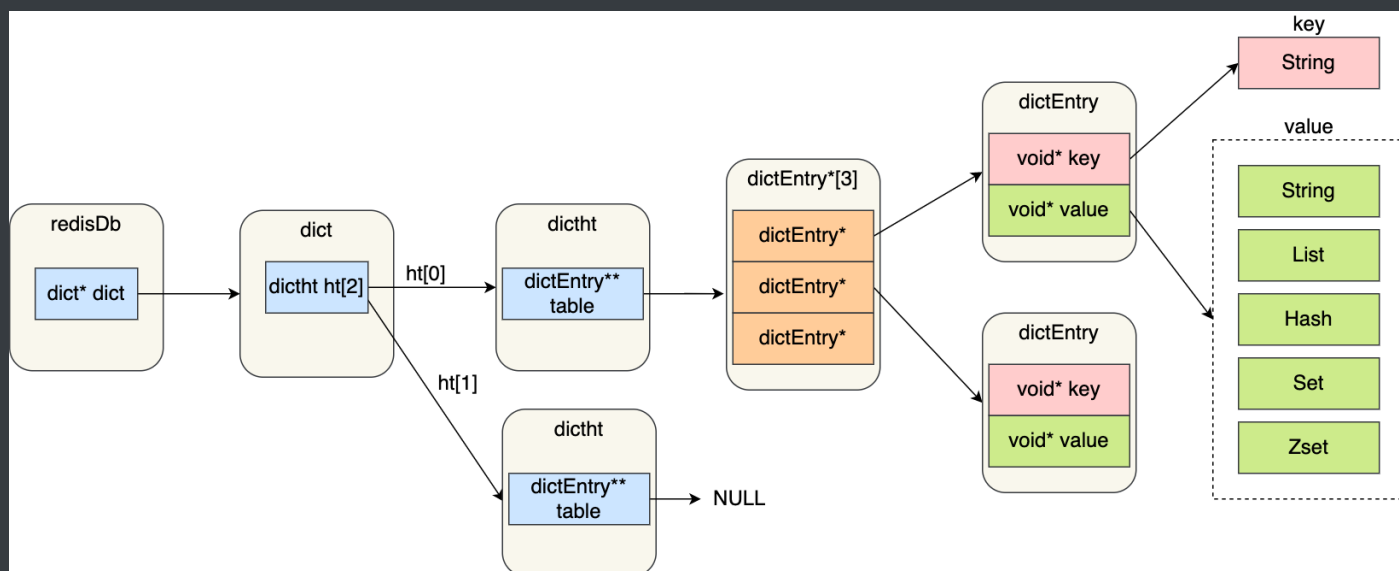 redisDb
dict* dict
dict
dictht ht[2]
ht[0]
ht[1]
dictht
dictEntry**
table
dictht
dictEntry**
table
NULL
dictEntry*[3]
dictEntry*
dictEntry*
dictEntry*
dictEntry
void* key
void* value
dictEntry
void* key
void* value
key
String
value
String
List
Hash
Set
Zset